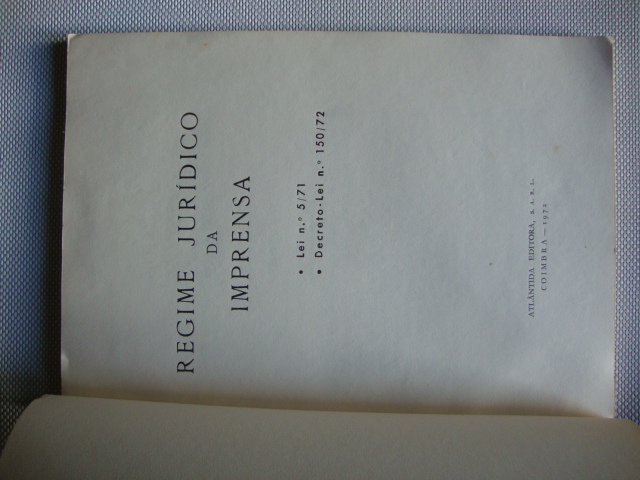 REGIME JURÍDICO
DA
IMPRENSA
• Lei n.º 5/71
• Decreto-Lei n.º 150/72
ATLÂNTIDA EDITORA, S. A. R. L.
COIMBRA — 1972